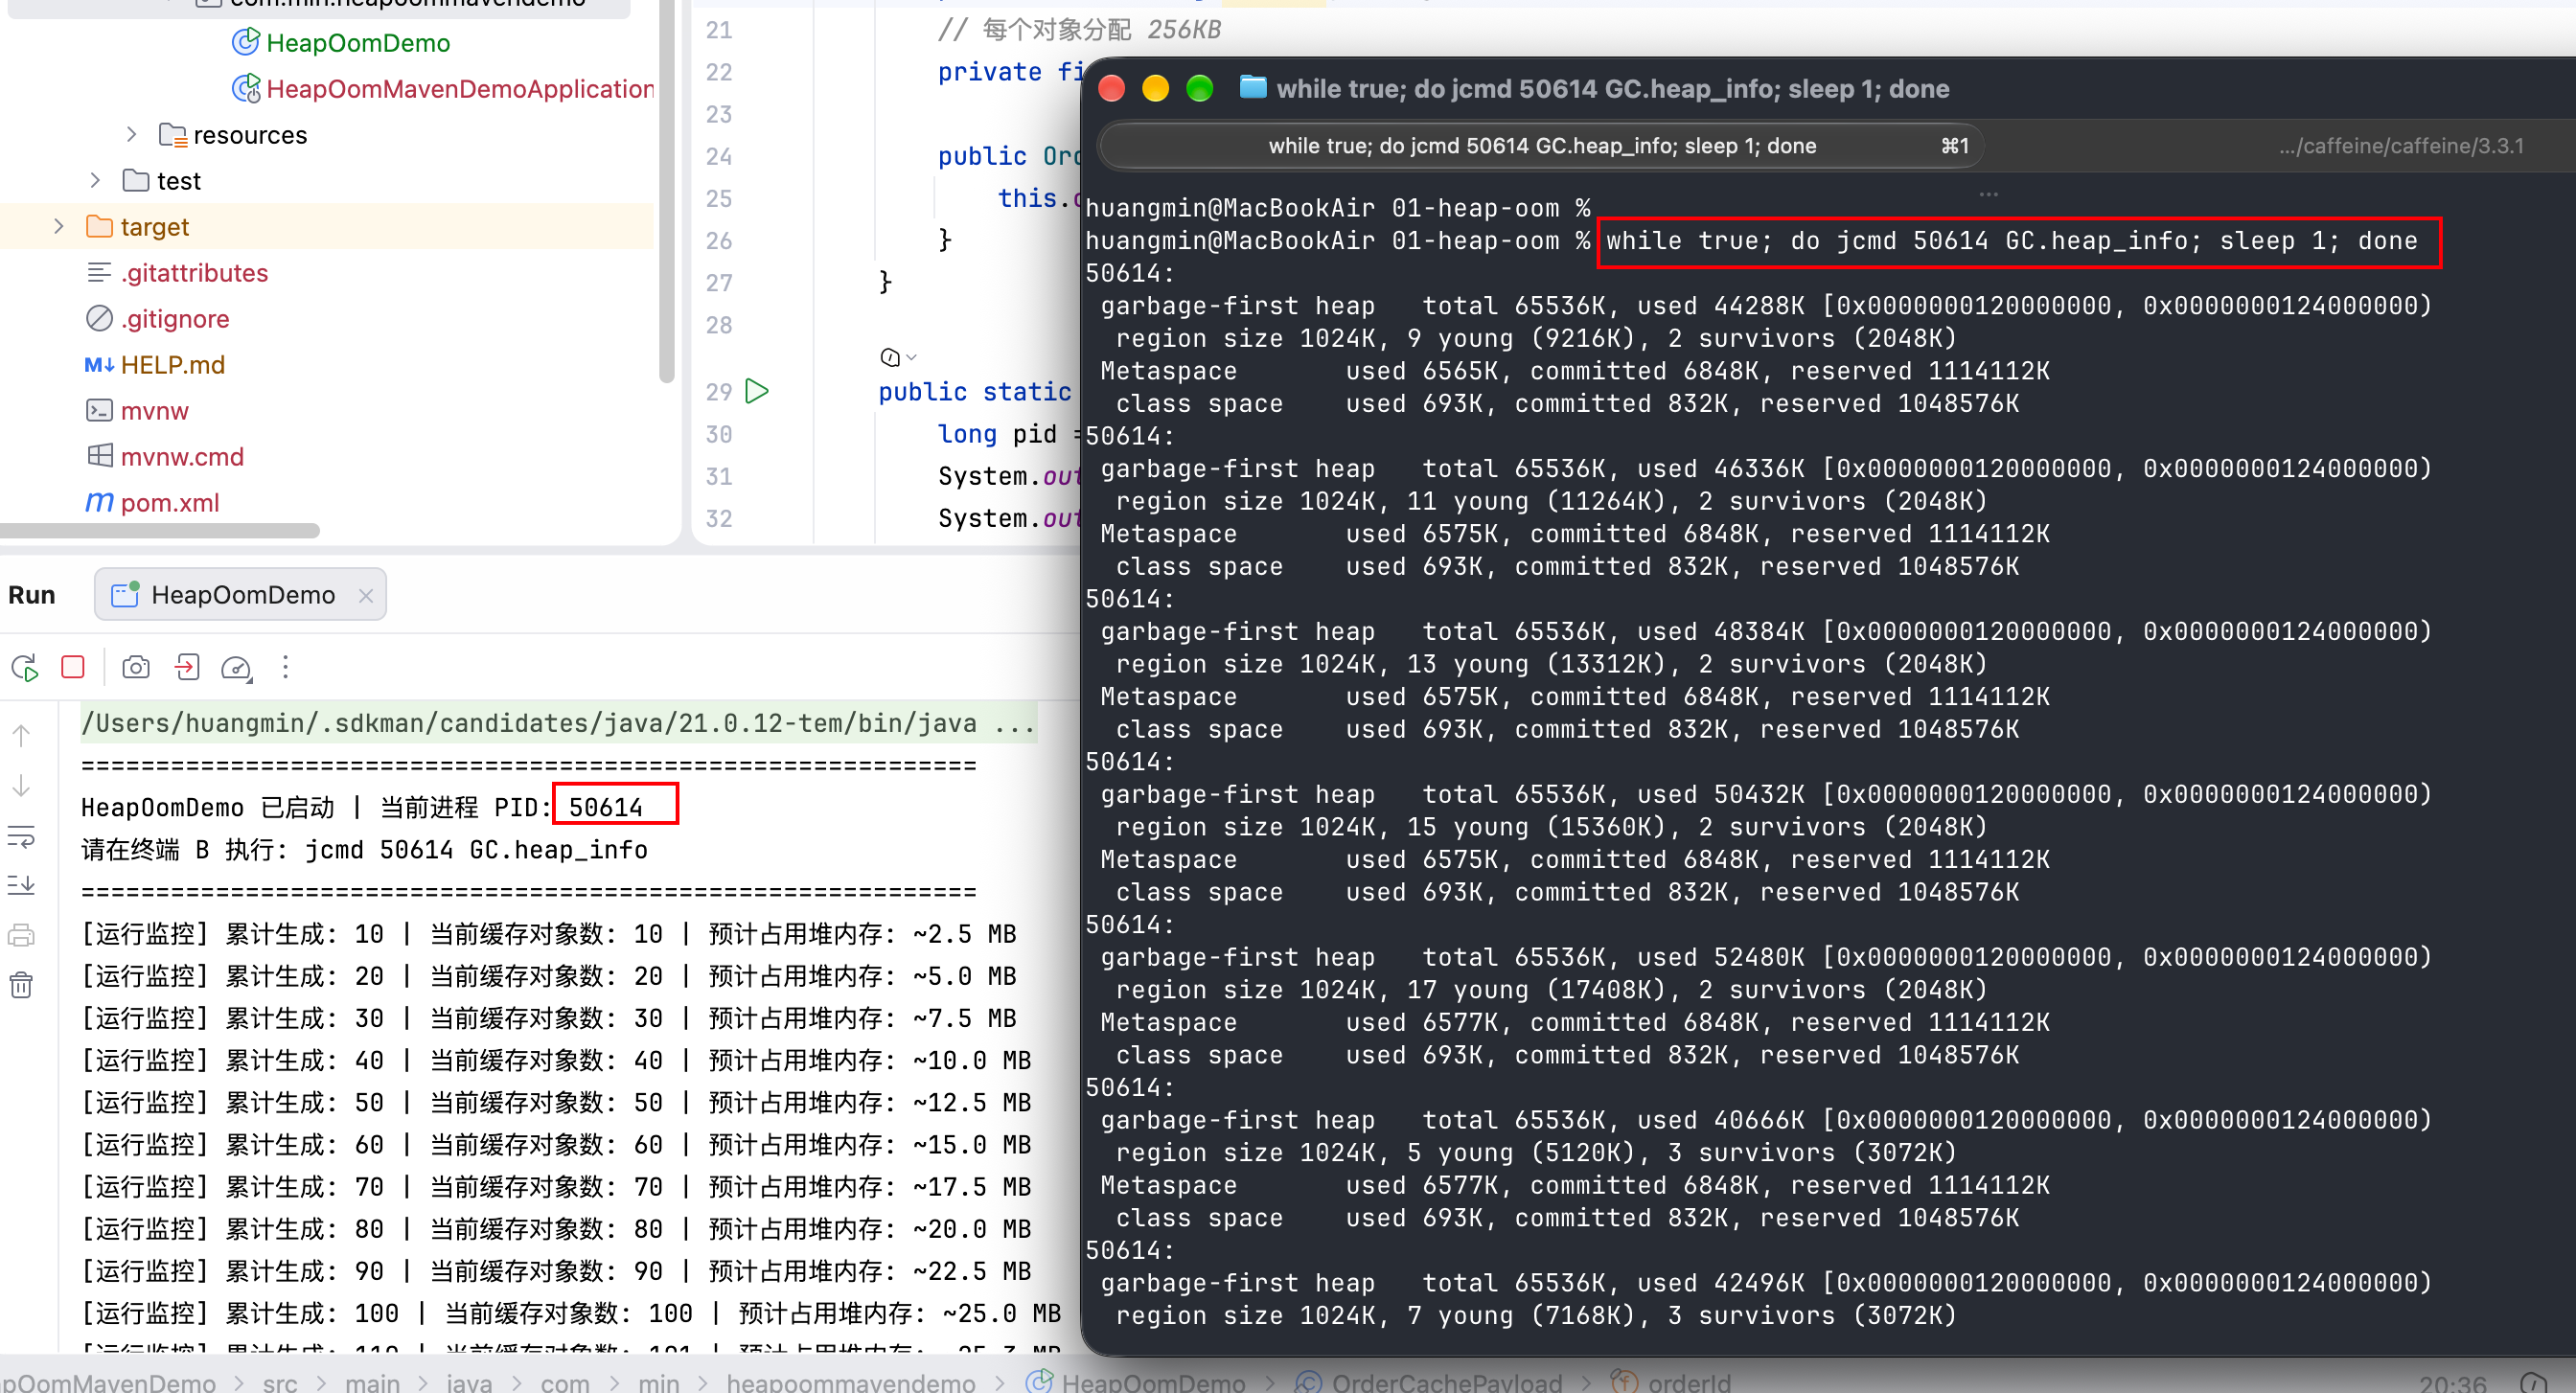 com.min.heapoommavendemo
HeapOomDemo
HeapOomMavenDemoApplication
resources
test
target
.gitattributes
.gitignore
M↓ HELP.md
mvnw
mvnw.cmd
m pom.xml
21 // 每个对象分配 256KB
22 private fi
23
24 public Ord
25 this.
26 }
27 }
28
29 public static
30 long pid =
31 System.out
32 System.out
Run HeapOomDemo
/Users/huangmin/.sdkman/candidates/java/21.0.12-tem/bin/java ...
============================================================
HeapOomDemo 已启动 | 当前进程 PID: 50614
请在终端 B 执行: jcmd 50614 GC.heap_info
============================================================
[运行监控] 累计生成: 10 | 当前缓存对象数: 10 | 预计占用堆内存: ~2.5 MB
[运行监控] 累计生成: 20 | 当前缓存对象数: 20 | 预计占用堆内存: ~5.0 MB
[运行监控] 累计生成: 30 | 当前缓存对象数: 30 | 预计占用堆内存: ~7.5 MB
[运行监控] 累计生成: 40 | 当前缓存对象数: 40 | 预计占用堆内存: ~10.0 MB
[运行监控] 累计生成: 50 | 当前缓存对象数: 50 | 预计占用堆内存: ~12.5 MB
[运行监控] 累计生成: 60 | 当前缓存对象数: 60 | 预计占用堆内存: ~15.0 MB
[运行监控] 累计生成: 70 | 当前缓存对象数: 70 | 预计占用堆内存: ~17.5 MB
[运行监控] 累计生成: 80 | 当前缓存对象数: 80 | 预计占用堆内存: ~20.0 MB
[运行监控] 累计生成: 90 | 当前缓存对象数: 90 | 预计占用堆内存: ~22.5 MB
[运行监控] 累计生成: 100 | 当前缓存对象数: 100 | 预计占用堆内存: ~25.0 MB
while true; do jcmd 50614 GC.heap_info; sleep 1; done
while true; do jcmd 50614 GC.heap_info; sleep 1; done ⌘1 .../caffeine/caffeine/3.3.1
huangmin@MacBookAir 01-heap-oom %
huangmin@MacBookAir 01-heap-oom % while true; do jcmd 50614 GC.heap_info; sleep 1; done
50614:
garbage-first heap total 65536K, used 44288K [0x0000000120000000, 0x0000000124000000)
region size 1024K, 9 young (9216K), 2 survivors (2048K)
Metaspace used 6565K, committed 6848K, reserved 1114112K
class space used 693K, committed 832K, reserved 1048576K
50614:
garbage-first heap total 65536K, used 46336K [0x0000000120000000, 0x0000000124000000)
region size 1024K, 11 young (11264K), 2 survivors (2048K)
Metaspace used 6575K, committed 6848K, reserved 1114112K
class space used 693K, committed 832K, reserved 1048576K
50614:
garbage-first heap total 65536K, used 48384K [0x0000000120000000, 0x0000000124000000)
region size 1024K, 13 young (13312K), 2 survivors (2048K)
Metaspace used 6575K, committed 6848K, reserved 1114112K
class space used 693K, committed 832K, reserved 1048576K
50614:
garbage-first heap total 65536K, used 50432K [0x0000000120000000, 0x0000000124000000)
region size 1024K, 15 young (15360K), 2 survivors (2048K)
Metaspace used 6575K, committed 6848K, reserved 1114112K
class space used 693K, committed 832K, reserved 1048576K
50614:
garbage-first heap total 65536K, used 52480K [0x0000000120000000, 0x0000000124000000)
region size 1024K, 17 young (17408K), 2 survivors (2048K)
Metaspace used 6577K, committed 6848K, reserved 1114112K
class space used 693K, committed 832K, reserved 1048576K
50614:
garbage-first heap total 65536K, used 40666K [0x0000000120000000, 0x0000000124000000)
region size 1024K, 5 young (5120K), 3 survivors (3072K)
Metaspace used 6577K, committed 6848K, reserved 1114112K
class space used 693K, committed 832K, reserved 1048576K
50614:
garbage-first heap total 65536K, used 42496K [0x0000000120000000, 0x0000000124000000)
region size 1024K, 7 young (7168K), 3 survivors (3072K)
pOomMavenDemo > src > main > java > com > min > heapoommavendemo > HeapOomDemo > OrderCachePayload > orderId 20:36